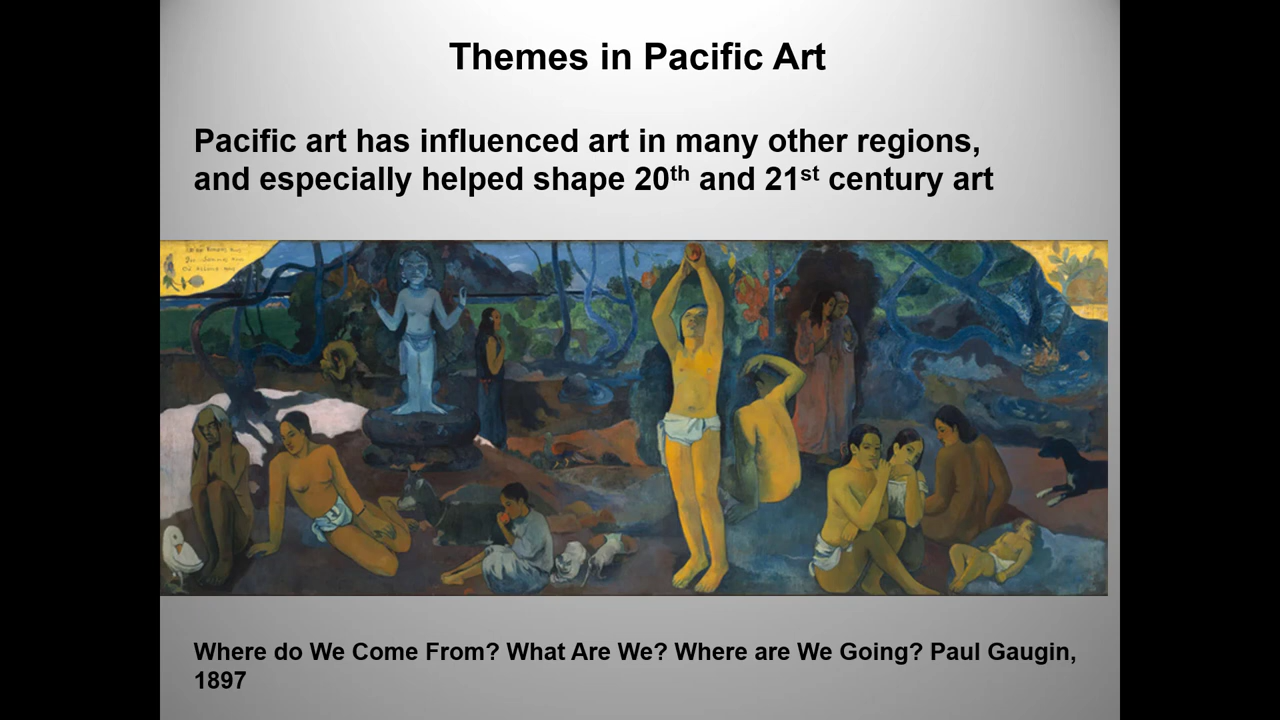 Themes in Pacific Art
Pacific art has influenced art in many other regions,
and especially helped shape 20th and 21st century art
Where do We Come From? What Are We? Where are We Going? Paul Gaugin,
1897